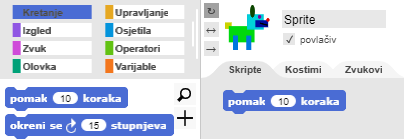 Kretanje
Upravljanje
Izgled
Osjetila
Zvuk
Operatori
Olovka
Varijable
pomak 10 koraka
okreni se 15 stupnjeva
Sprite
povlačiv
Skripte
Kostimi
Zvukovi
pomak 10 koraka